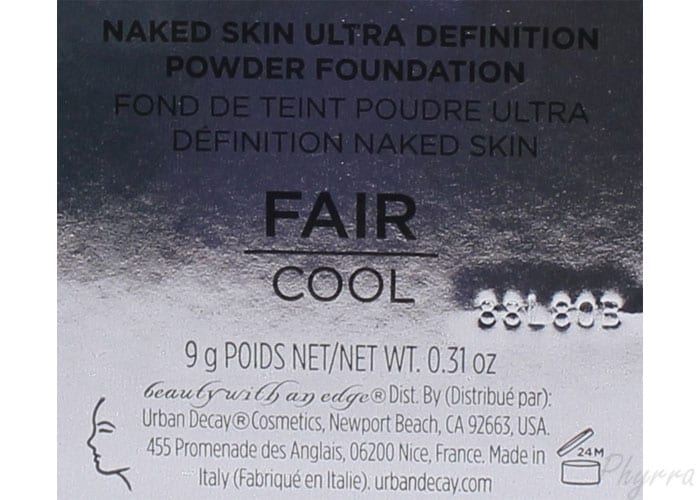 NAKED SKIN ULTRA DEFINITION
POWDER FOUNDATION
FOND DE TEINT POUDRE ULTRA
DÉFINITION NAKED SKIN
FAIR
COOL
9 g POIDS NET/NET WT. 0.31 oz
beauty with an edge® Dist. By (Distribué par):
Urban Decay® Cosmetics, Newport Beach, CA 92663, USA.
455 Promenade des Anglais, 06200 Nice, France. Made in
Italy (Fabriqué en Italie). urbandecay.com
24M
Phyrra